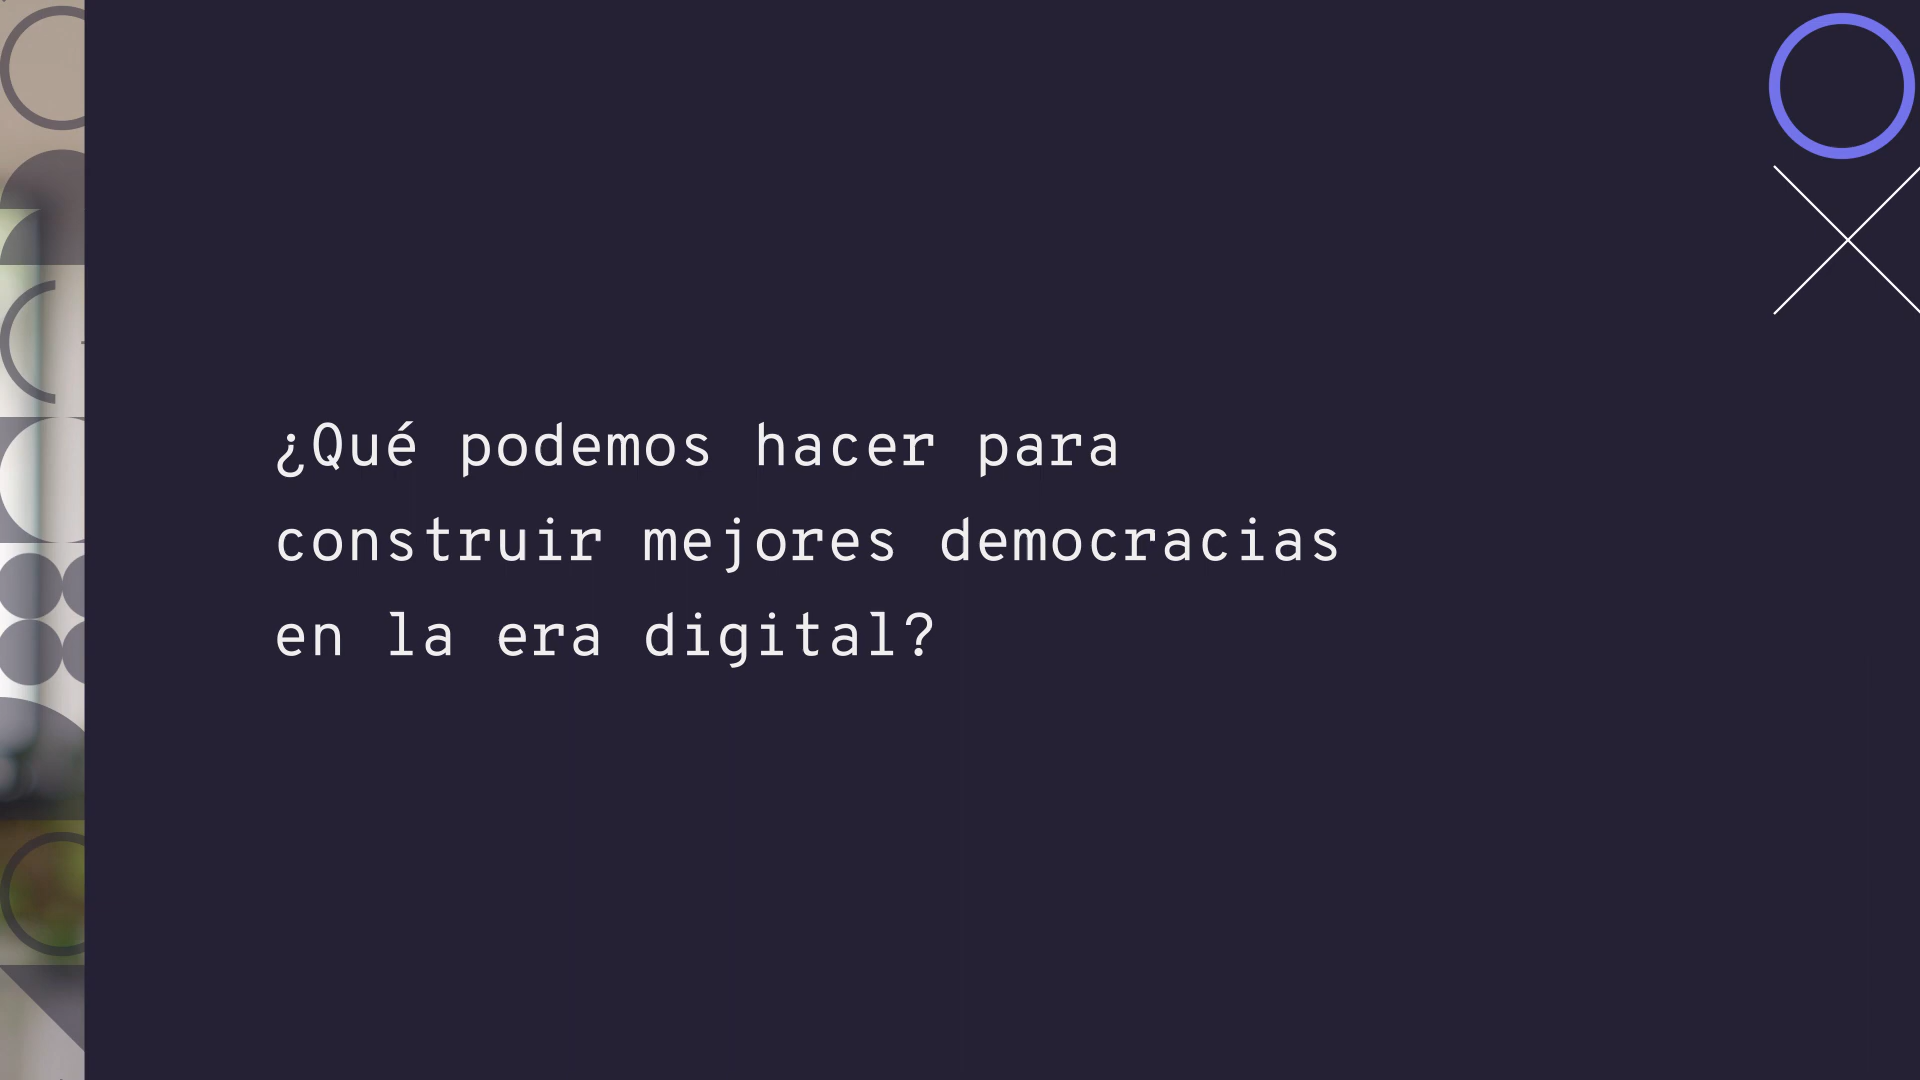 ¿Qué podemos hacer para
construir mejores democracias
en la era digital?